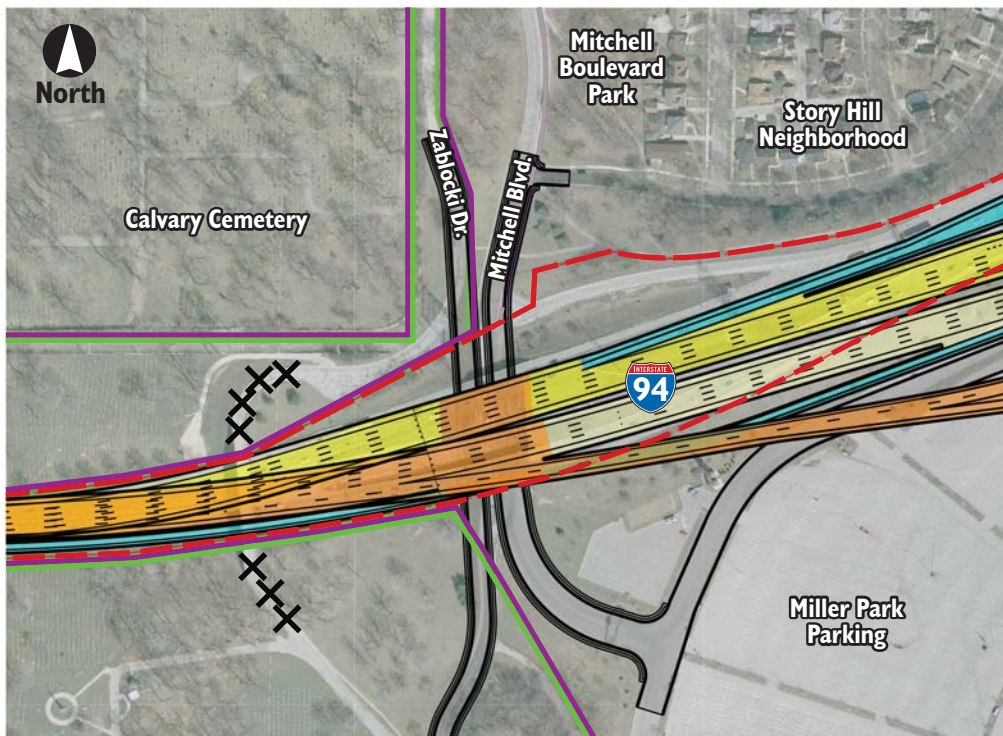 North
Mitchell
Boulevard
Park
Story Hill
Neighborhood
Zablocki Dr.
Mitchell Blvd.
Calvary Cemetery
INTERSTATE
94
Miller Park
Parking